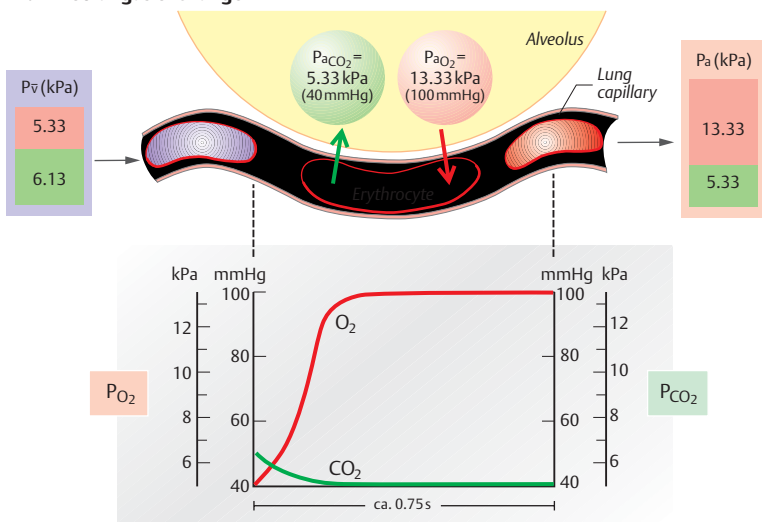 Alveolus
PaCO2=
5.33 kPa
(40 mmHg)
PaO2=
13.33 kPa
(100 mmHg)
Lung
capillary
Pv̄ (kPa)
5.33
6.13
Pa (kPa)
13.33
5.33
Erythrocyte
kPa mmHg
mmHg kPa
100
100
12
12
O2
80
80
10
10
PO2
PCO2
8
8
60
60
6
6
CO2
40
40
ca. 0.75 s